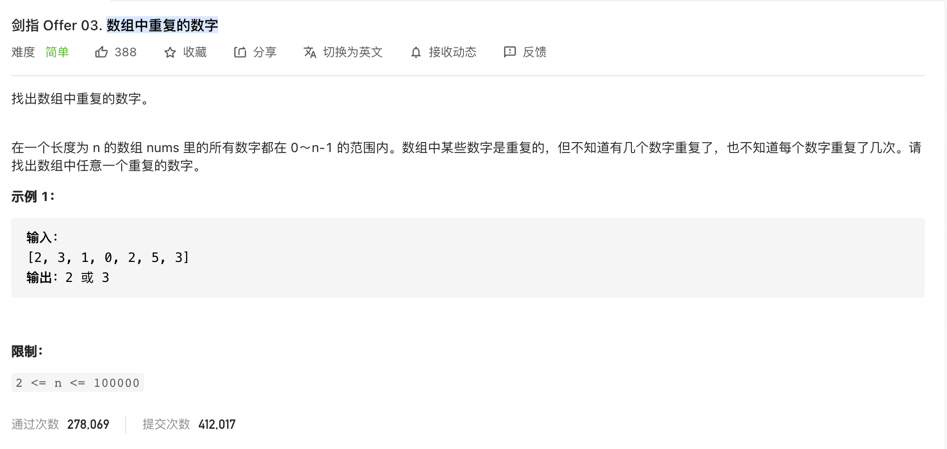 剑指 Offer 03. 数组中重复的数字
难度 简单 388 收藏 分享 切换为英文 接收动态 反馈
找出数组中重复的数字。
在一个长度为 n 的数组 nums 里的所有数字都在 0～n-1 的范围内。数组中某些数字是重复的，但不知道有几个数字重复了，也不知道每个数字重复了几次。请
找出数组中任意一个重复的数字。
示例 1：
输入：
[2, 3, 1, 0, 2, 5, 3]
输出：2 或 3
限制：
2 <= n <= 100000
通过次数 278,069 提交次数 412,017